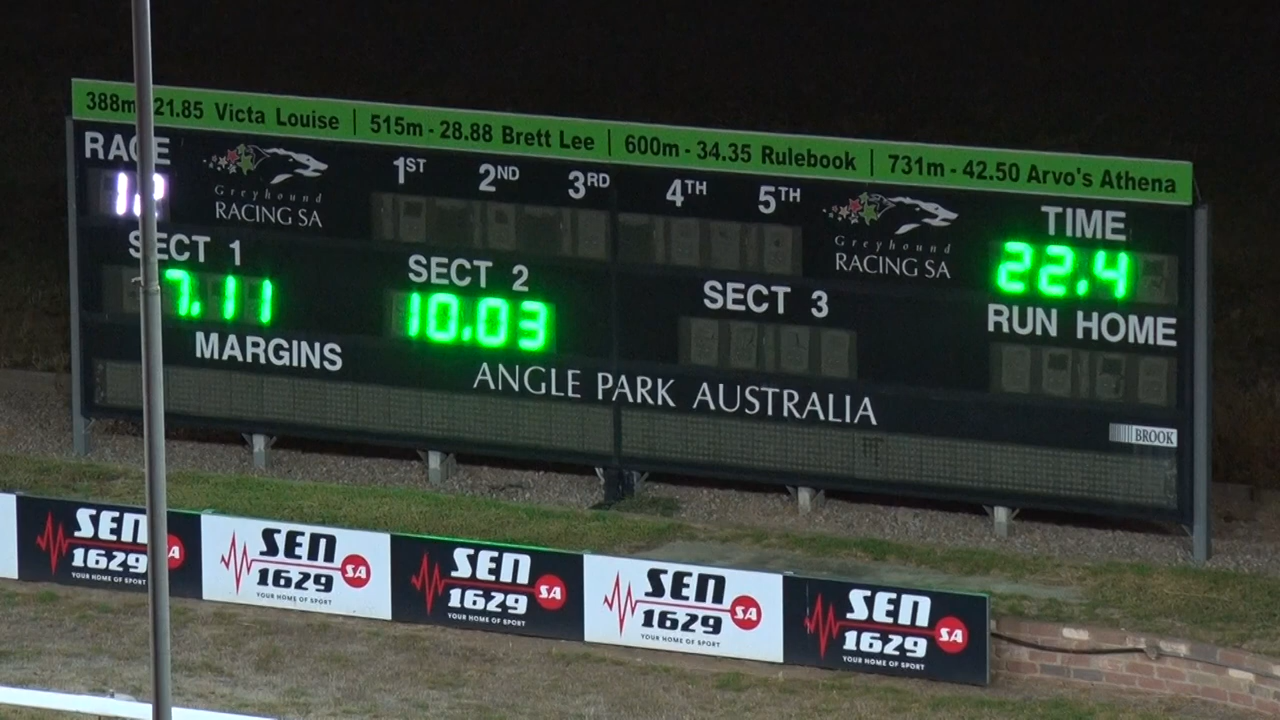 388m 21.85 Victa Louise | 515m - 28.88 Brett Lee | 600m - 34.35 Rulebook | 731m - 42.50 Arvo's Athena
RACE
Greyhound
RACING SA
1ST 2ND 3RD 4TH 5TH
Greyhound
RACING SA
TIME
22.4
SECT 1
7.11
SECT 2
10.03
SECT 3
RUN HOME
MARGINS
ANGLE PARK AUSTRALIA
BROOK
SEN
1629 SA
YOUR HOME OF SPORT
SEN
1629 SA
YOUR HOME OF SPORT
SEN
1629 SA
YOUR HOME OF SPORT
SEN
1629 SA
YOUR HOME OF SPORT
SEN
1629 SA
YOUR HOME OF SPORT